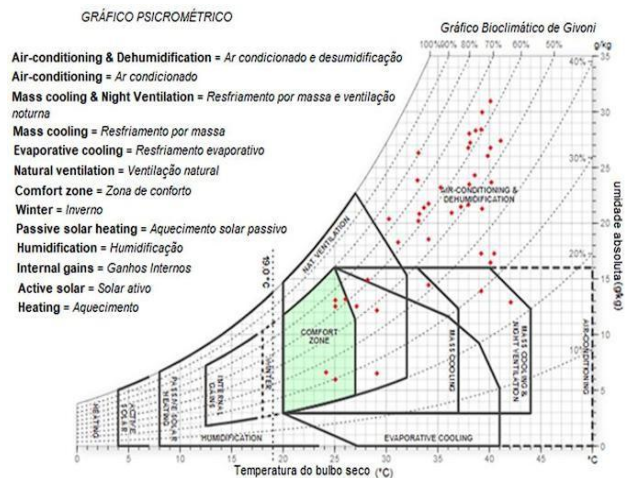 GRÁFICO PSICROMÉTRICO
Gráfico Bioclimático de Givoni
Air-conditioning & Dehumidification = Ar condicionado e desumidificação
Air-conditioning = Ar condicionado
Mass cooling & Night Ventilation = Resfriamento por massa e ventilação
noturna
Mass cooling = Resfriamento por massa
Evaporative cooling = Resfriamento evaporativo
Natural ventilation = Ventilação natural
Comfort zone = Zona de conforto
Winter = Inverno
Passive solar heating = Aquecimento solar passivo
Humidification = Humidificação
Internal gains = Ganhos Internos
Active solar = Solar ativo
Heating = Aquecimento
100% 90% 80% 70% 60% 50% g/kg
40%
30%
20%
10%
35
30
25
20
15
10
5
0
umidade absoluta(g/kg)
AIR-CONDITIONING &
DEHUMIDIFICATION
NAT VENTILATION
19.0 °C
COMFORT
ZONE
WINTER
MASS COOLING
MASS COOLING &
NIGHT VENTILATION
AIR-CONDITIONING
HEATING
ACTIVE
SOLAR
PASSIVE SOLAR
HEATING
INTERNAL
GAINS
HUMIDIFICATION
EVAPORATIVE COOLING
0 5 10 15 20 25 30 35 40 45 °C
Temperatura do bulbo seco (°C)